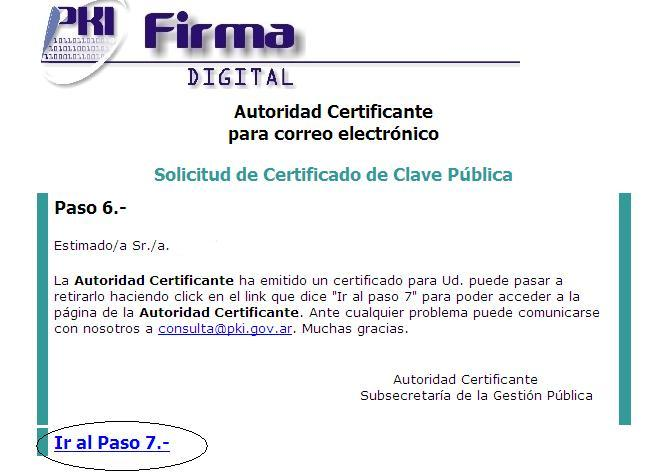 PKI Firma
DIGITAL
Autoridad Certificante
para correo electrónico
Solicitud de Certificado de Clave Pública
Paso 6.-
Estimado/a Sr./a.
La Autoridad Certificante ha emitido un certificado para Ud. puede pasar a
retirarlo haciendo click en el link que dice "Ir al paso 7" para poder acceder a la
página de la Autoridad Certificante. Ante cualquier problema puede comunicarse
con nosotros a consulta@pki.gov.ar. Muchas gracias.
Autoridad Certificante
Subsecretaría de la Gestión Pública
Ir al Paso 7.-